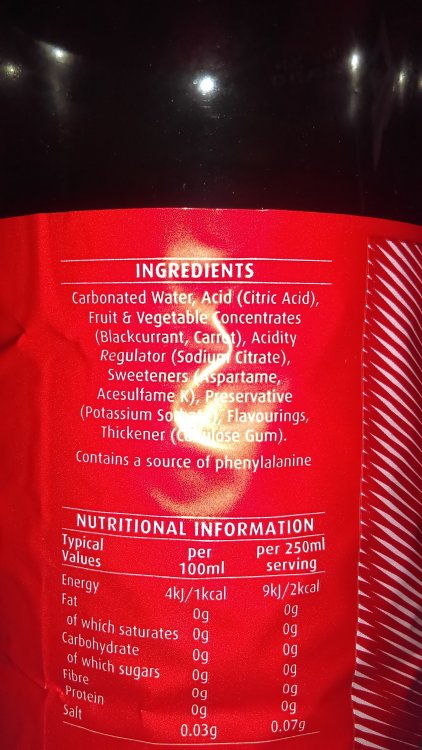 INGREDIENTS
Carbonated Water, Acid (Citric Acid),
Fruit & Vegetable Concentrates
(Blackcurrant, Carrot), Acidity
Regulator (Sodium Citrate),
Sweeteners (Aspartame,
Acesulfame K), Preservative
(Potassium Sorbate), Flavourings,
Thickener (Cellulose Gum).
Contains a source of phenylalanine
NUTRITIONAL INFORMATION
Typical Values per 100ml per 250ml serving
Energy 4kJ/1kcal 9kJ/2kcal
Fat 0g 0g
of which saturates 0g 0g
Carbohydrate 0g 0g
of which sugars 0g 0g
Fibre 0g 0g
Protein 0g 0g
Salt 0.03g 0.07g